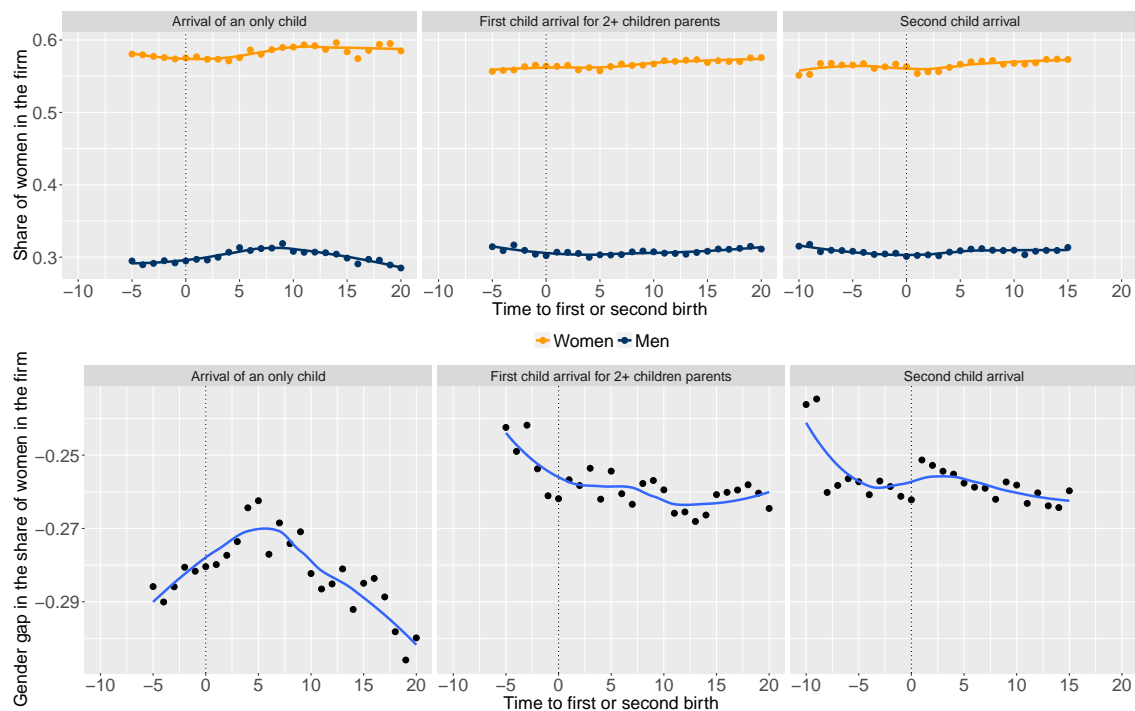 Arrival of an only child First child arrival for 2+ children parents Second child arrival
Share of women in the firm
0.6
0.5
0.4
0.3
−10 −5 0 5 10 15 20 −10 −5 0 5 10 15 20 −10 −5 0 5 10 15 20
Time to first or second birth
Women Men
Arrival of an only child First child arrival for 2+ children parents Second child arrival
Gender gap in the share of women in the firm
−0.25
−0.27
−0.29
−10 −5 0 5 10 15 20 −10 −5 0 5 10 15 20 −10 −5 0 5 10 15 20
Time to first or second birth